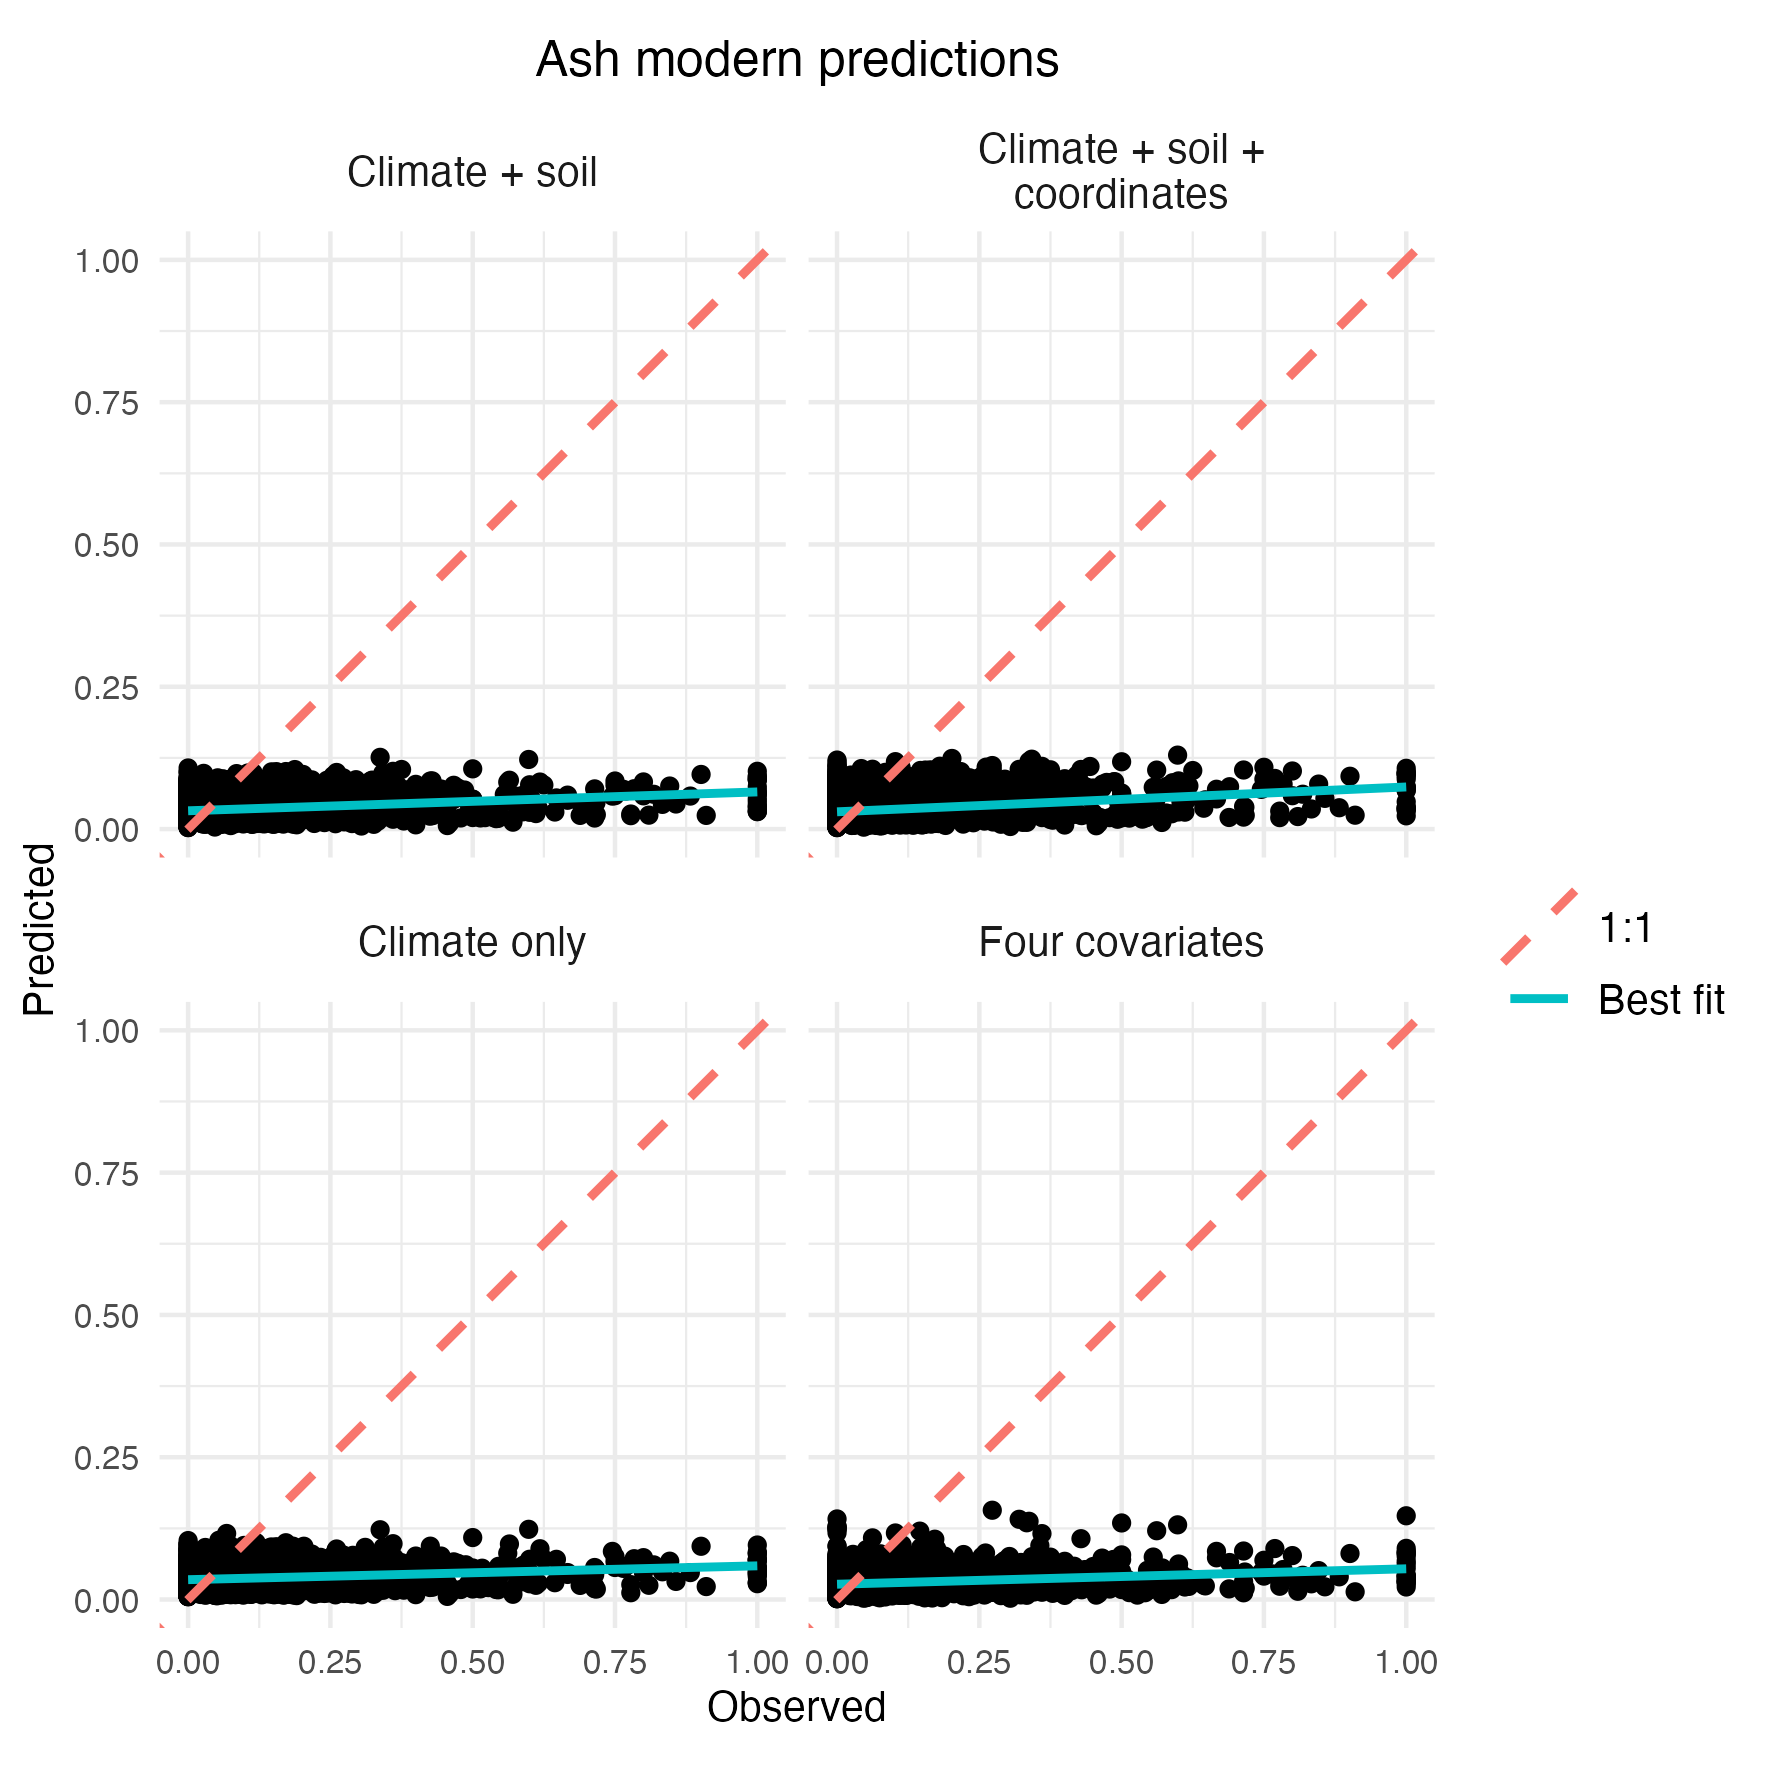 Ash modern predictions
Climate + soil
Climate + soil +
coordinates
1.00
0.75
0.50
0.25
0.00
Predicted
Climate only
Four covariates
1:1
Best fit
1.00
0.75
0.50
0.25
0.00
0.00 0.25 0.50 0.75 1.00 0.00 0.25 0.50 0.75 1.00
Observed